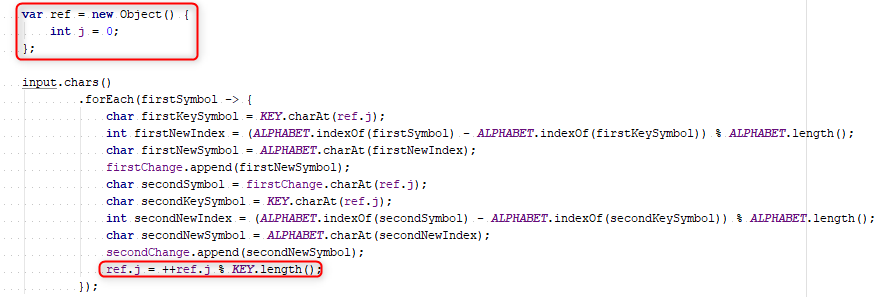 var ref = new Object() {
int j = 0;
};
input.chars()
.forEach(firstSymbol -> {
char firstKeySymbol = KEY.charAt(ref.j);
int firstNewIndex = (ALPHABET.indexOf(firstSymbol) - ALPHABET.indexOf(firstKeySymbol)) % ALPHABET.length();
char firstNewSymbol = ALPHABET.charAt(firstNewIndex);
firstChange.append(firstNewSymbol);
char secondSymbol = firstChange.charAt(ref.j);
char secondKeySymbol = KEY.charAt(ref.j);
int secondNewIndex = (ALPHABET.indexOf(secondSymbol) - ALPHABET.indexOf(secondKeySymbol)) % ALPHABET.length();
char secondNewSymbol = ALPHABET.charAt(secondNewIndex);
secondChange.append(secondNewSymbol);
ref.j = ++ref.j % KEY.length();
});